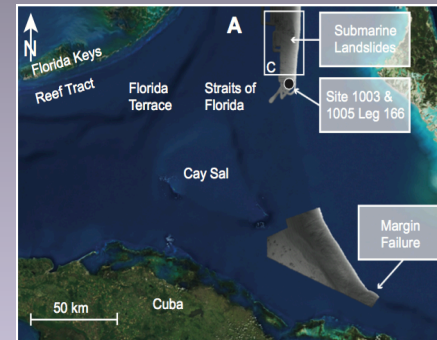 A
Submarine
Landslides
N
Florida Keys
Reef Tract
C
Florida
Terrace
Straits of
Florida
Site 1003 &
1005 Leg 166
Cay Sal
Margin
Failure
Cuba
50 km